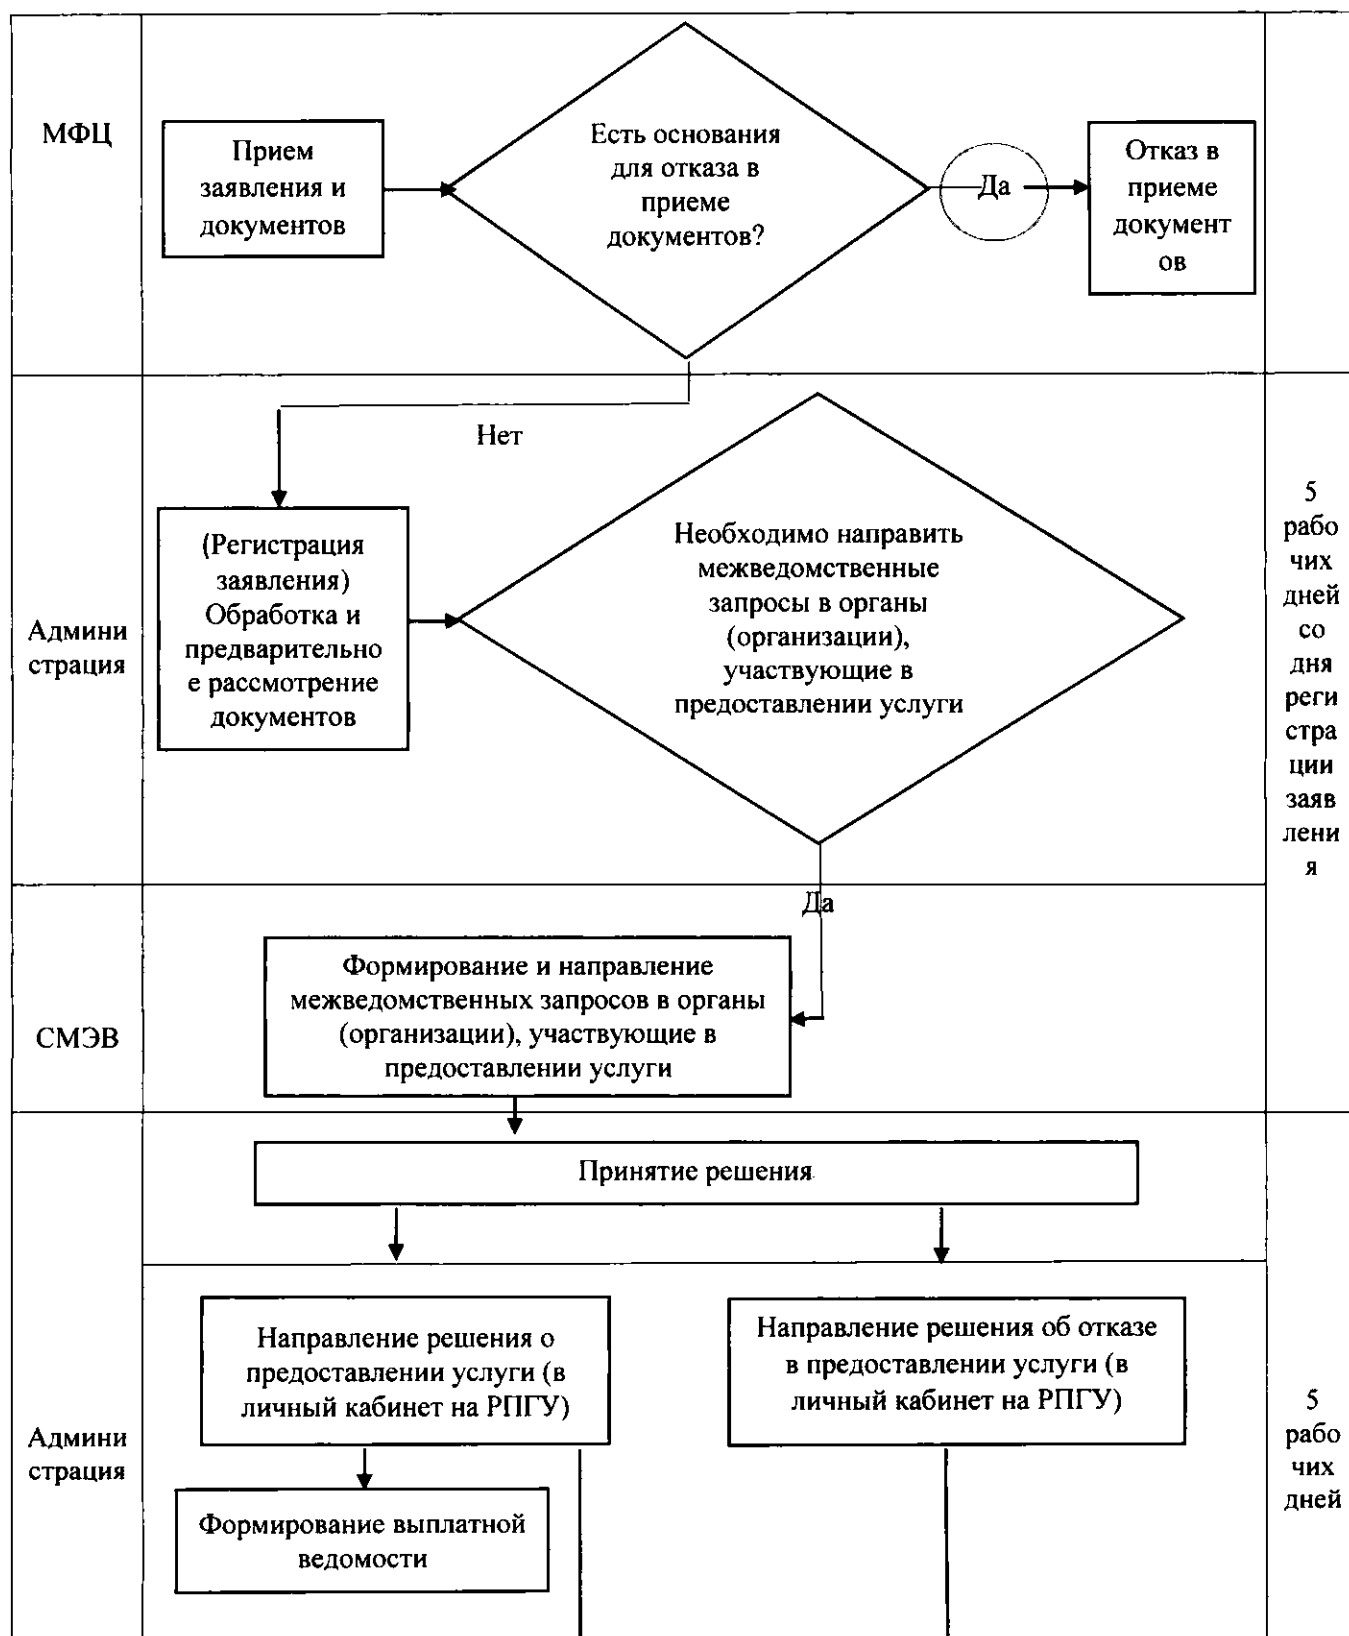 МФЦ
Прием
заявления и
документов
Есть основания
для отказа в
приеме
документов?
Да
Отказ в
приеме
документ
ов
Нет
Админи
страция
(Регистрация
заявления)
Обработка и
предварительно
е рассмотрение
документов
Необходимо направить
межведомственные
запросы в органы
(организации),
участвующие в
предоставлении услуги
5
рабо
чих
дней
со
дня
реги
стра
ции
заяв
лени
я
Да
СМЭВ
Формирование и направление
межведомственных запросов в органы
(организации), участвующие в
предоставлении услуги
Принятие решения
Админи
страция
Направление решения о
предоставлении услуги (в
личный кабинет на РПГУ)
Направление решения об отказе
в предоставлении услуги (в
личный кабинет на РПГУ)
Формирование выплатной
ведомости
5
рабо
чих
дней